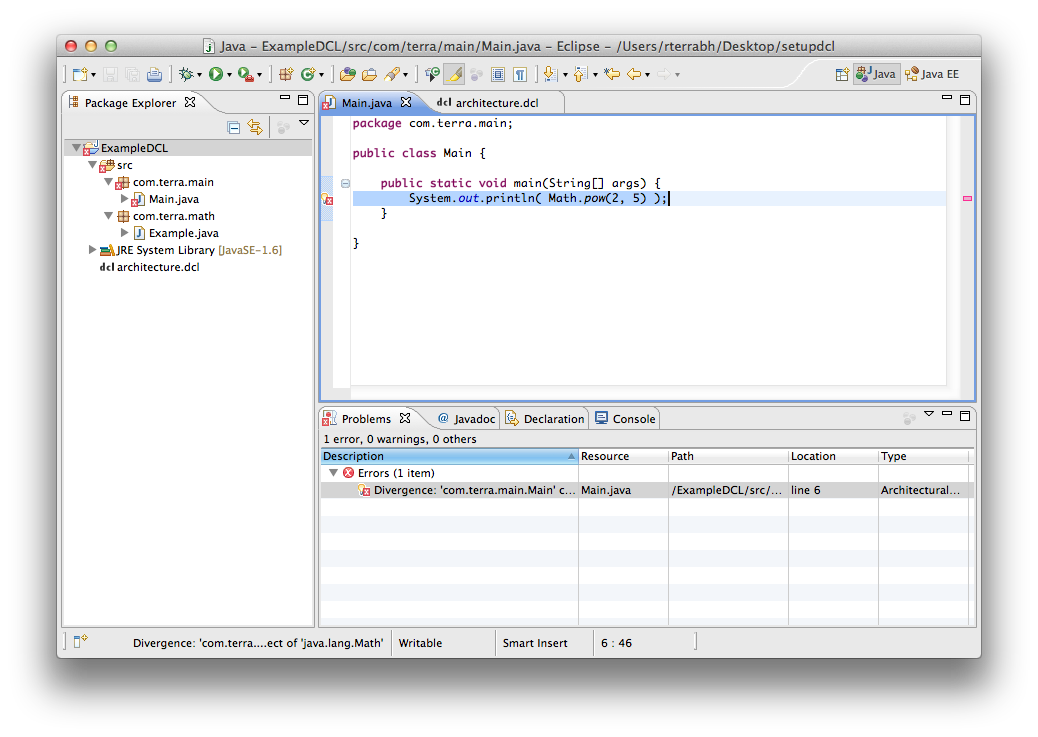 Java – ExampleDCL/src/com/terra/main/Main.java – Eclipse – /Users/rterrabh/Desktop/setupdcl
Java
Java EE
Package Explorer
ExampleDCL
src
com.terra.main
Main.java
com.terra.math
Example.java
JRE System Library [JavaSE-1.6]
dcl architecture.dcl
Main.java
dcl architecture.dcl
package com.terra.main;
public class Main {
public static void main(String[] args) {
System.out.println( Math.pow(2, 5) );
}
}
Problems
@ Javadoc
Declaration
Console
1 error, 0 warnings, 0 others
Description Resource Path Location Type
Errors (1 item)
Divergence: 'com.terra.main.Main' c... Main.java /ExampleDCL/src/... line 6 Architectural...
Divergence: 'com.terra....ect of 'java.lang.Math' Writable Smart Insert 6 : 46